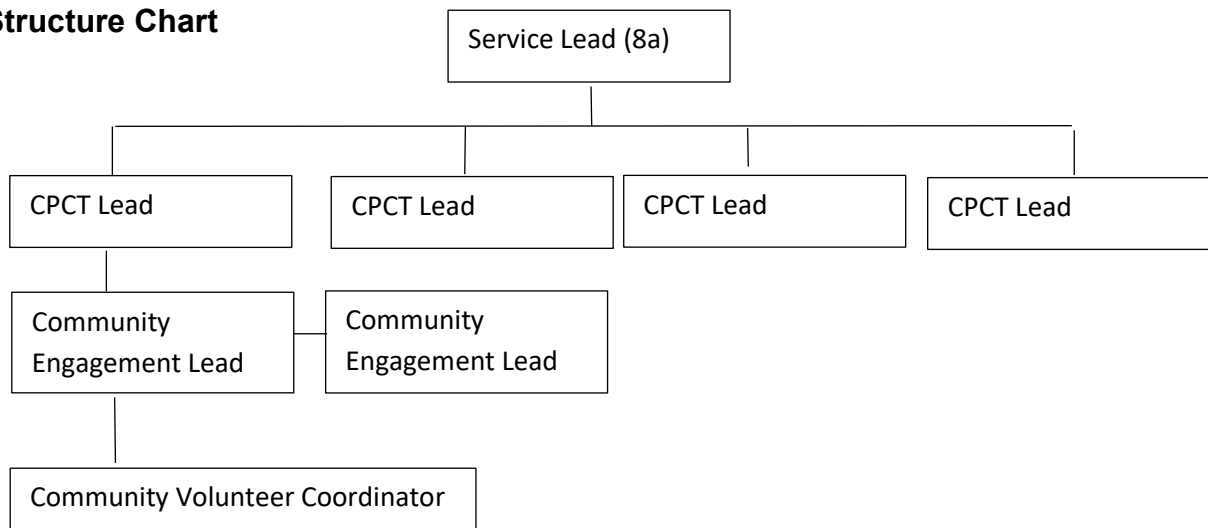 Structure Chart
Service Lead (8a)
CPCT Lead
CPCT Lead
CPCT Lead
CPCT Lead
Community
Engagement Lead
Community
Engagement Lead
Community Volunteer Coordinator